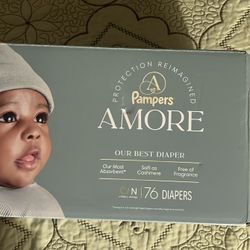 PROTECTION REIMAGINED
A
Pampers
AMORE
OUR BEST DIAPER
Our Most Absorbent*
Soft as Cashmere
Free of Fragrance
76 DIAPERS